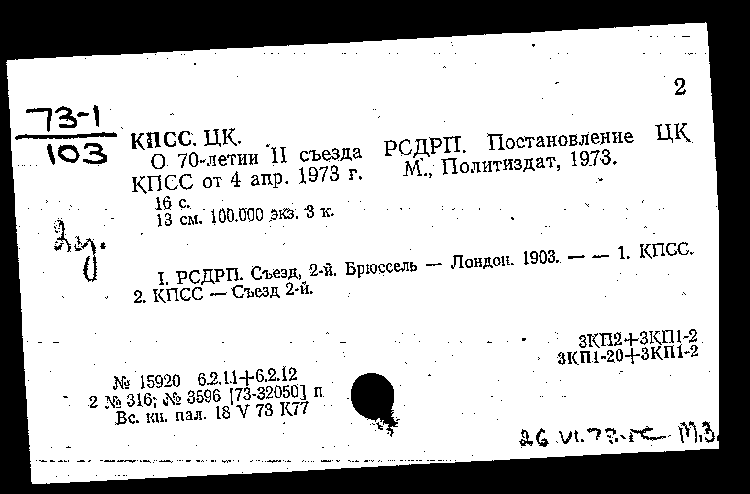 2
73-1
103
КПСС. ЦК.
О 70-летии II съезда РСДРП. Постановление ЦК
КПСС от 4 апр. 1973 г. М., Политиздат, 1973.
16 с.
13 см. 100.000 экз. 3 к.
I. РСДРП. Съезд, 2-й. Брюссель — Лондон. 1903. — — 1. КПСС.
2. КПСС — Съезд 2-й.
3КП2+3КП1-2
3КП1-20+3КП1-2
№ 15920 6.2.1.1+6.2.12
2 № 316; № 3596 [73-32050] п
Вс. кн. пал. 18 V 73 К77
26 VI.73